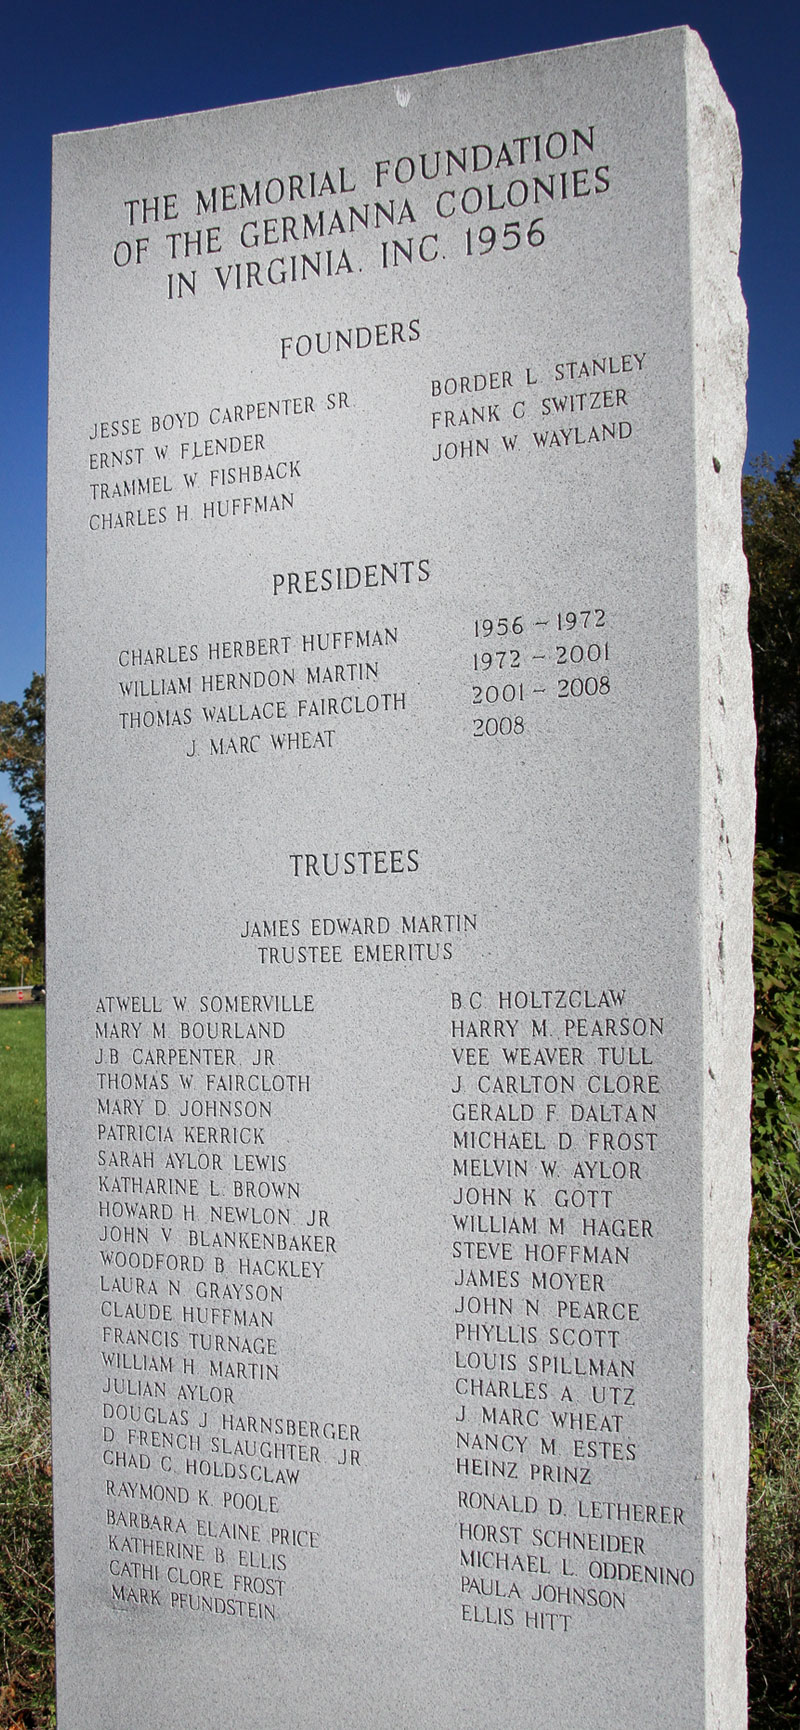 THE MEMORIAL FOUNDATION
OF THE GERMANNA COLONIES
IN VIRGINIA. INC. 1956
FOUNDERS
JESSE BOYD CARPENTER SR.
ERNST W. FLENDER
TRAMMEL W. FISHBACK
CHARLES H. HUFFMAN
BORDER L. STANLEY
FRANK C. SWITZER
JOHN W. WAYLAND
PRESIDENTS
CHARLES HERBERT HUFFMAN 1956 - 1972
WILLIAM HERNDON MARTIN 1972 - 2001
THOMAS WALLACE FAIRCLOTH 2001 - 2008
J. MARC WHEAT 2008
TRUSTEES
JAMES EDWARD MARTIN
TRUSTEE EMERITUS
ATWELL W. SOMERVILLE
MARY M. BOURLAND
J.B. CARPENTER, JR.
THOMAS W. FAIRCLOTH
MARY D. JOHNSON
PATRICIA KERRICK
SARAH AYLOR LEWIS
KATHARINE L. BROWN
HOWARD H. NEWLON, JR.
JOHN V. BLANKENBAKER
WOODFORD B. HACKLEY
LAURA N. GRAYSON
CLAUDE HUFFMAN
FRANCIS TURNAGE
WILLIAM H. MARTIN
JULIAN AYLOR
DOUGLAS J. HARNSBERGER
D. FRENCH SLAUGHTER, JR.
CHAD C. HOLDSCLAW
RAYMOND K. POOLE
BARBARA ELAINE PRICE
KATHERINE B. ELLIS
CATHI CLORE FROST
MARK PFUNDSTEIN
B.C. HOLTZCLAW
HARRY M. PEARSON
VEE WEAVER TULL
J. CARLTON CLORE
GERALD F. DALTAN
MICHAEL D. FROST
MELVIN W. AYLOR
JOHN K. GOTT
WILLIAM M. HAGER
STEVE HOFFMAN
JAMES MOYER
JOHN N. PEARCE
PHYLLIS SCOTT
LOUIS SPILLMAN
CHARLES A. UTZ
J. MARC WHEAT
NANCY M. ESTES
HEINZ PRINZ
RONALD D. LETHERER
HORST SCHNEIDER
MICHAEL L. ODDENINO
PAULA JOHNSON
ELLIS HITT